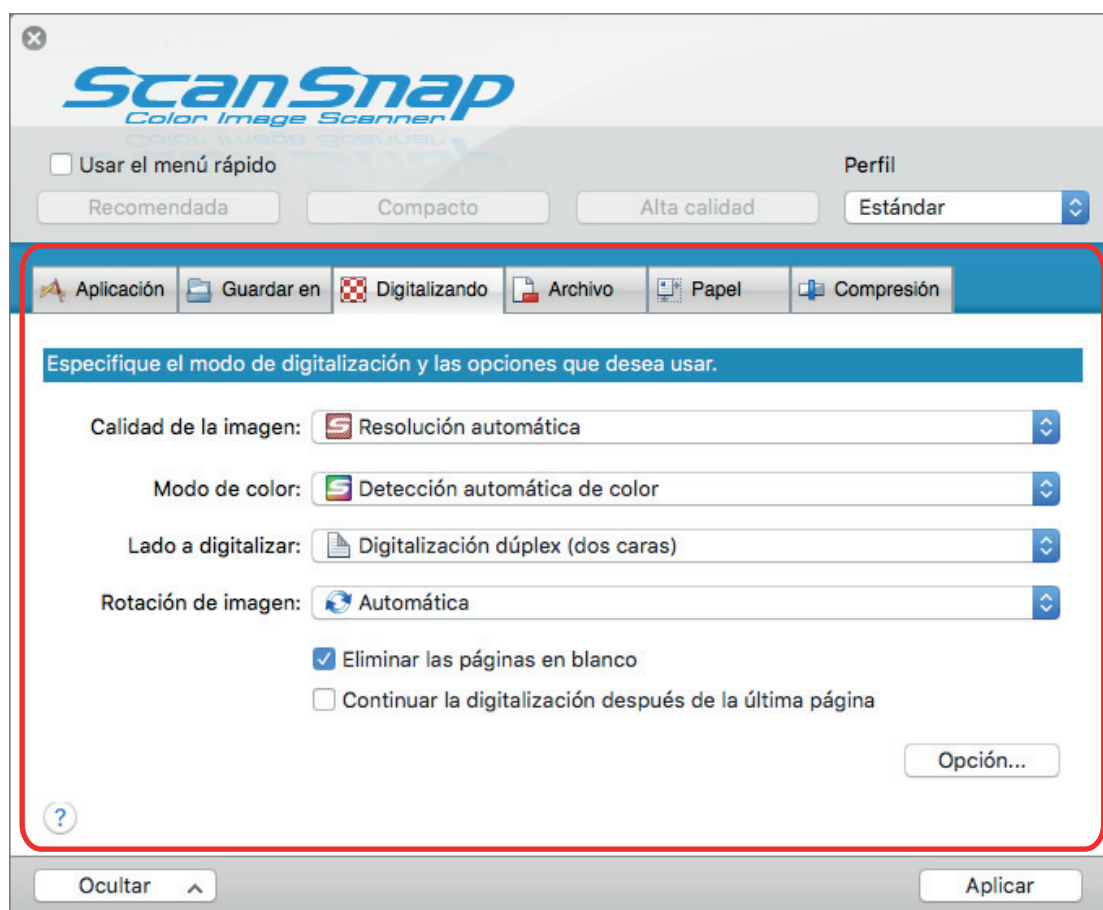 ScanSnap
Color Image Scanner
Usar el menú rápido
Perfil
Recomendada Compacto Alta calidad Estándar
Aplicación Guardar en Digitalizando Archivo Papel Compresión
Especifique el modo de digitalización y las opciones que desea usar.
Calidad de la imagen: Resolución automática
Modo de color: Detección automática de color
Lado a digitalizar: Digitalización dúplex (dos caras)
Rotación de imagen: Automática
Eliminar las páginas en blanco
Continuar la digitalización después de la última página
Opción...
?
Ocultar Aplicar